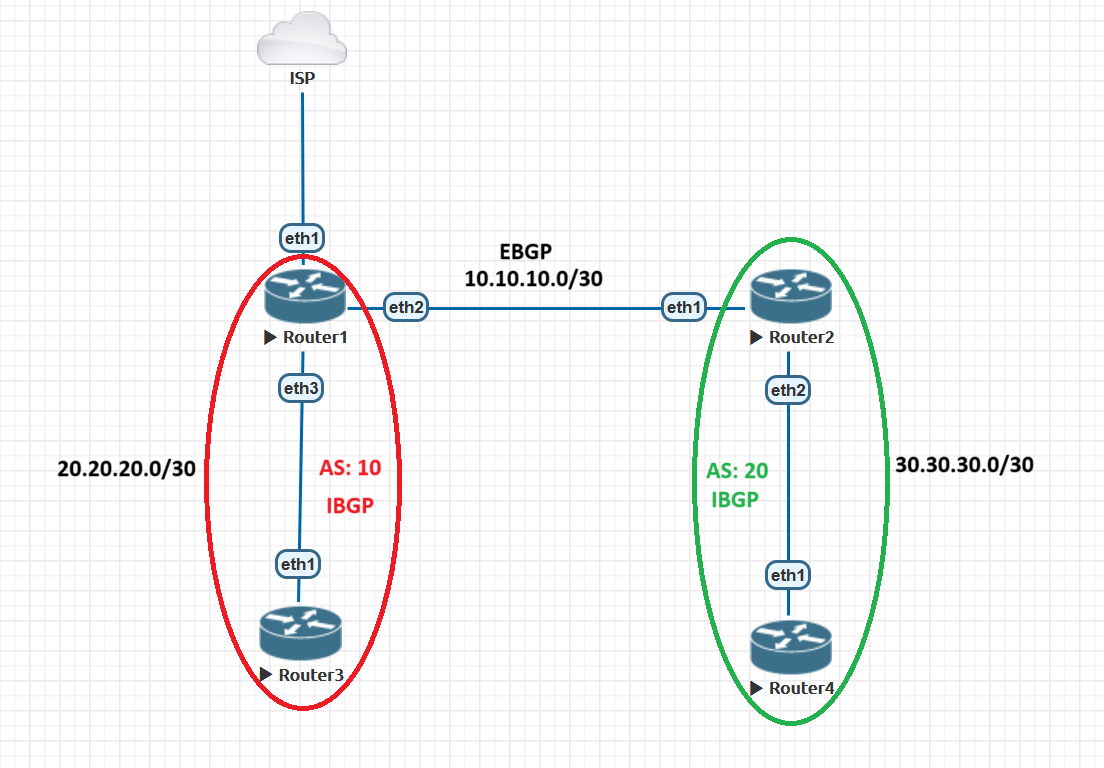 ISP
eth1
EBGP
10.10.10.0/30
eth2
eth1
Router1
Router2
eth3
eth2
20.20.20.0/30
AS: 10
IBGP
AS: 20
IBGP
30.30.30.0/30
eth1
eth1
Router3
Router4